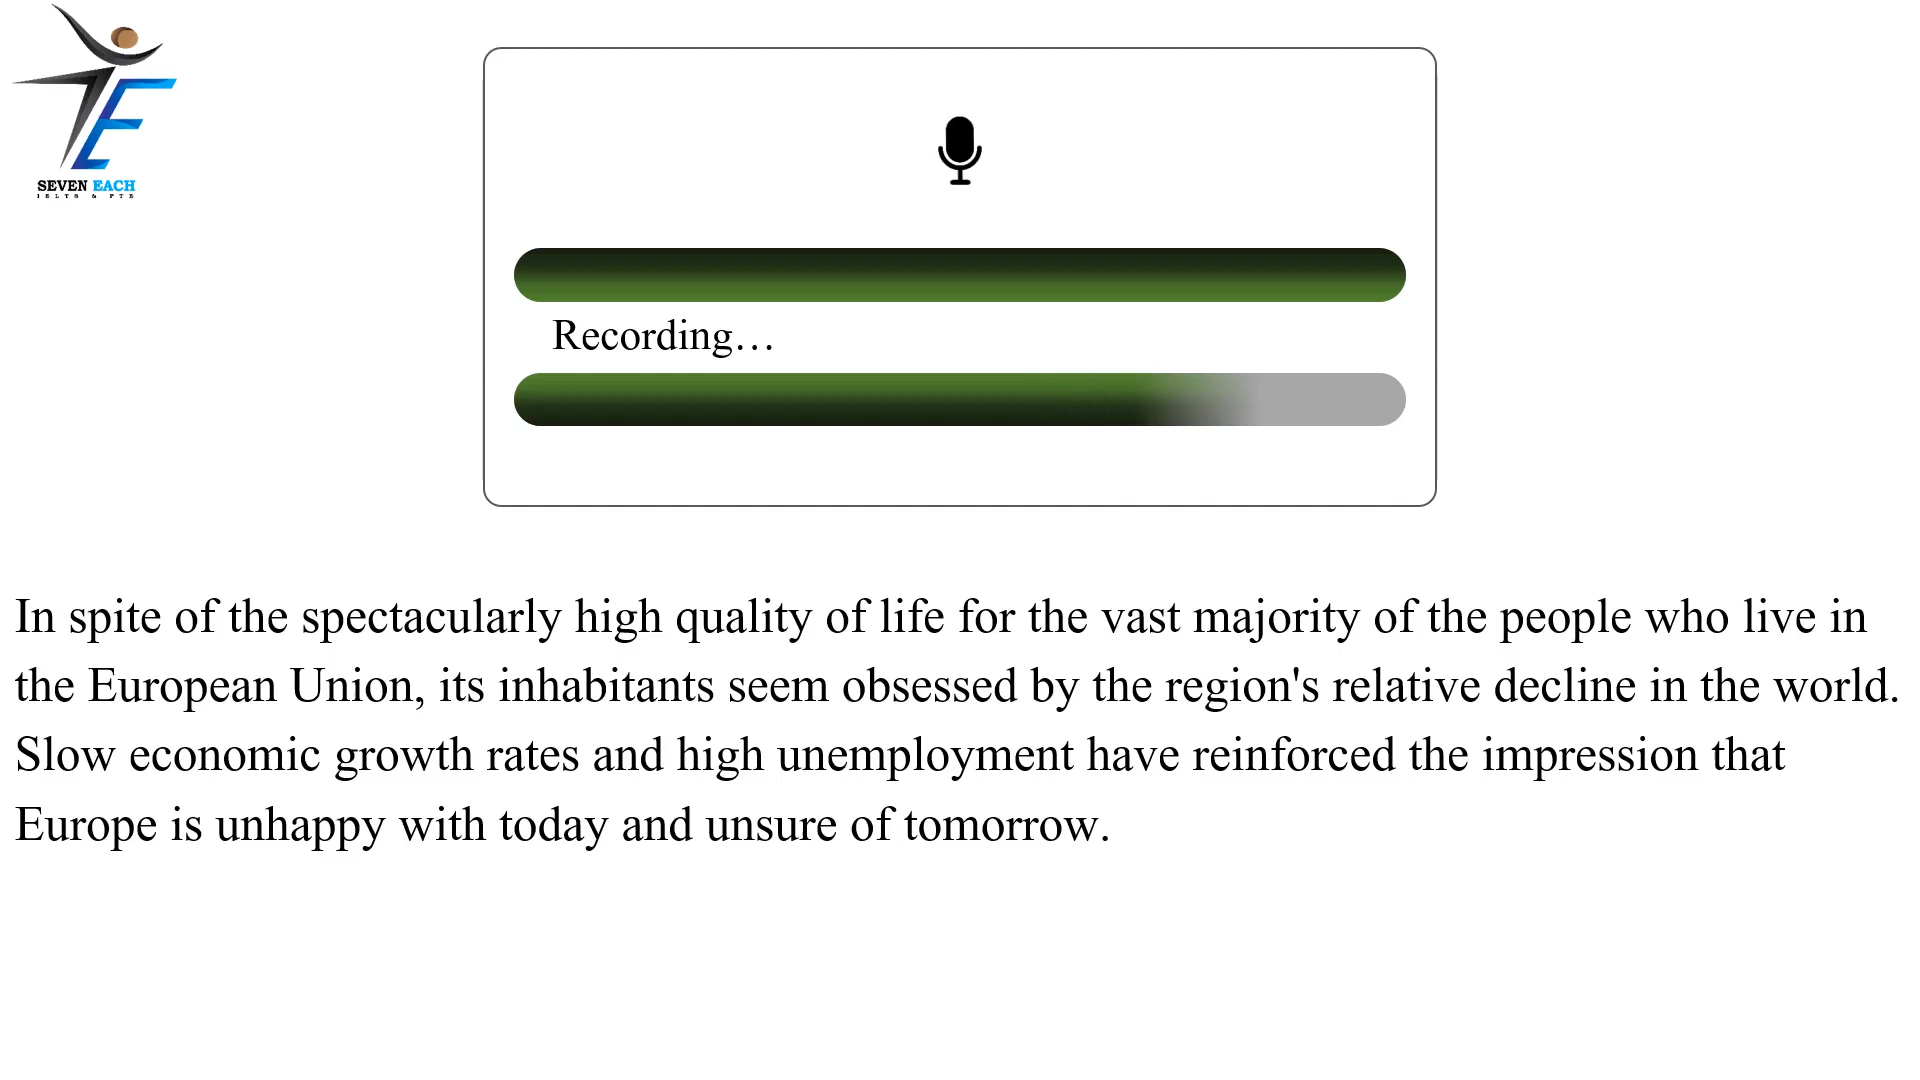 SEVEN EACH
IELTS & PTE
Recording…
In spite of the spectacularly high quality of life for the vast majority of the people who live in
the European Union, its inhabitants seem obsessed by the region's relative decline in the world.
Slow economic growth rates and high unemployment have reinforced the impression that
Europe is unhappy with today and unsure of tomorrow.